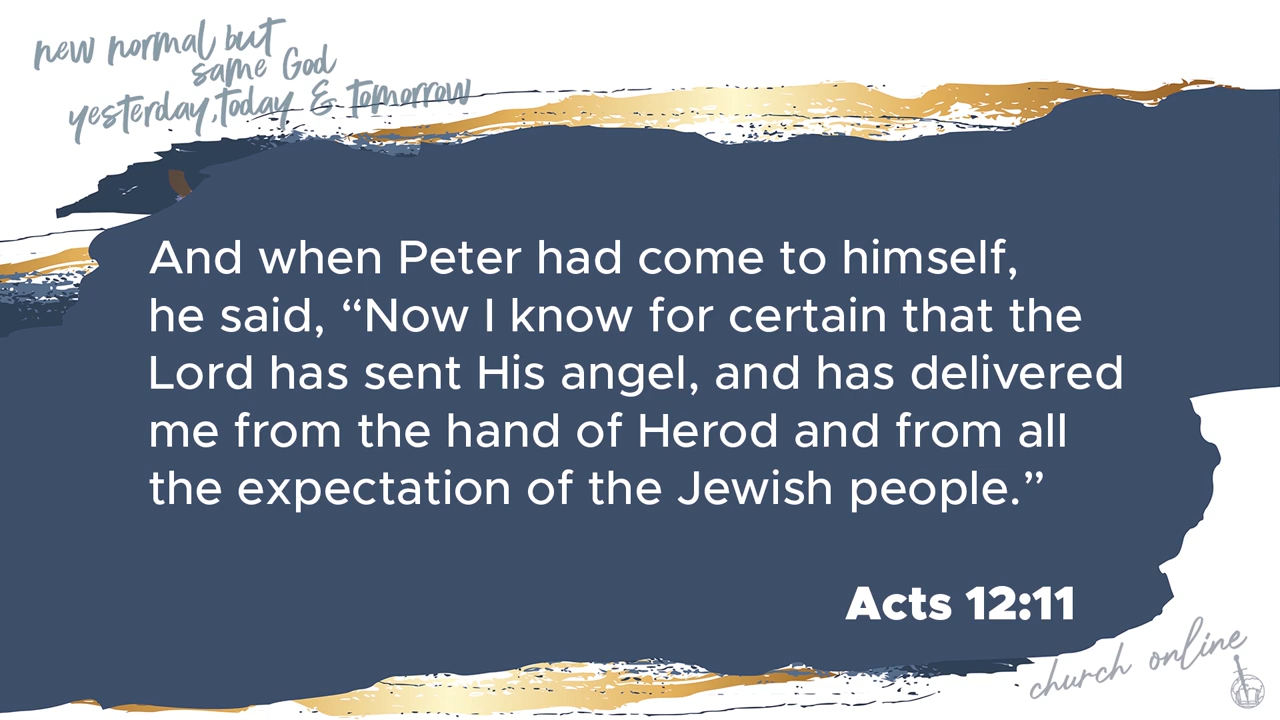 new normal but
same God
yesterday, today & tomorrow
And when Peter had come to himself,
he said, “Now I know for certain that the
Lord has sent His angel, and has delivered
me from the hand of Herod and from all
the expectation of the Jewish people.”
Acts 12:11
church online